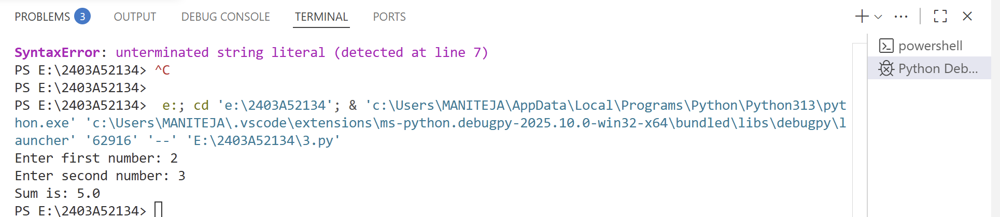 PROBLEMS 3 OUTPUT DEBUG CONSOLE TERMINAL PORTS
SyntaxError: unterminated string literal (detected at line 7)
PS E:\2403A52134> ^C
PS E:\2403A52134>
PS E:\2403A52134>  e:; cd 'e:\2403A52134'; & 'c:\Users\MANITEJA\AppData\Local\Programs\Python\Python313\pyt
hon.exe' 'c:\Users\MANITEJA\.vscode\extensions\ms-python.debugpy-2025.10.0-win32-x64\bundled\libs\debugpy\l
auncher' '62916' '--' 'E:\2403A52134\3.py'
Enter first number: 2
Enter second number: 3
Sum is: 5.0
PS E:\2403A52134>
powershell
Python Deb...